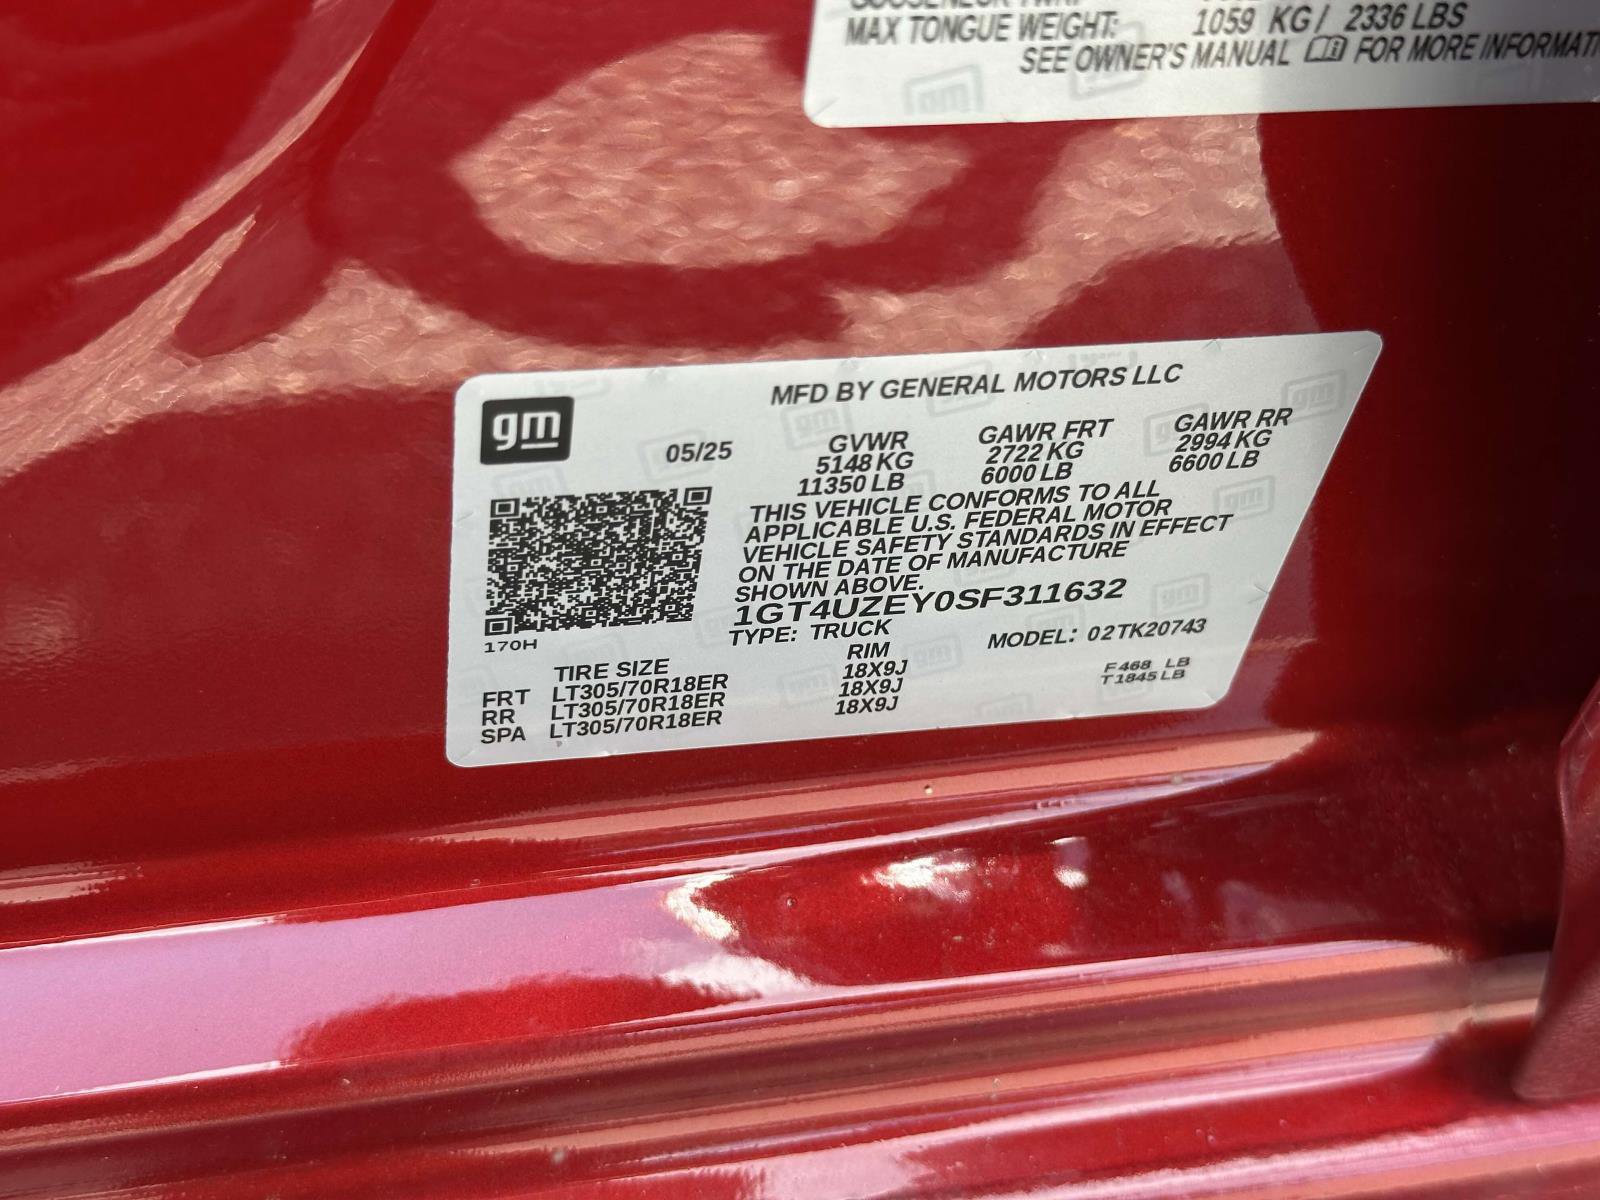 MAX TONGUE WEIGHT: 1059 KG / 2336 LBS
SEE OWNER'S MANUAL FOR MORE
gm
MFD BY GENERAL MOTORS LLC
05/25
GVWR GAWR FRT GAWR RR
5148 KG 2722 KG 2994 KG
11350 LB 6000 LB 6600 LB
THIS VEHICLE CONFORMS TO ALL
APPLICABLE U.S. FEDERAL MOTOR
VEHICLE SAFETY STANDARDS IN EFFECT
ON THE DATE OF MANUFACTURE
SHOWN ABOVE.
1GT4UZEY0SF311632
170H
TYPE: TRUCK MODEL: 02TK20743
TIRE SIZE RIM
FRT LT305/70R18ER 18X9J
RR LT305/70R18ER 18X9J
SPA LT305/70R18ER 18X9J
F 468 LB
T 1845 LB